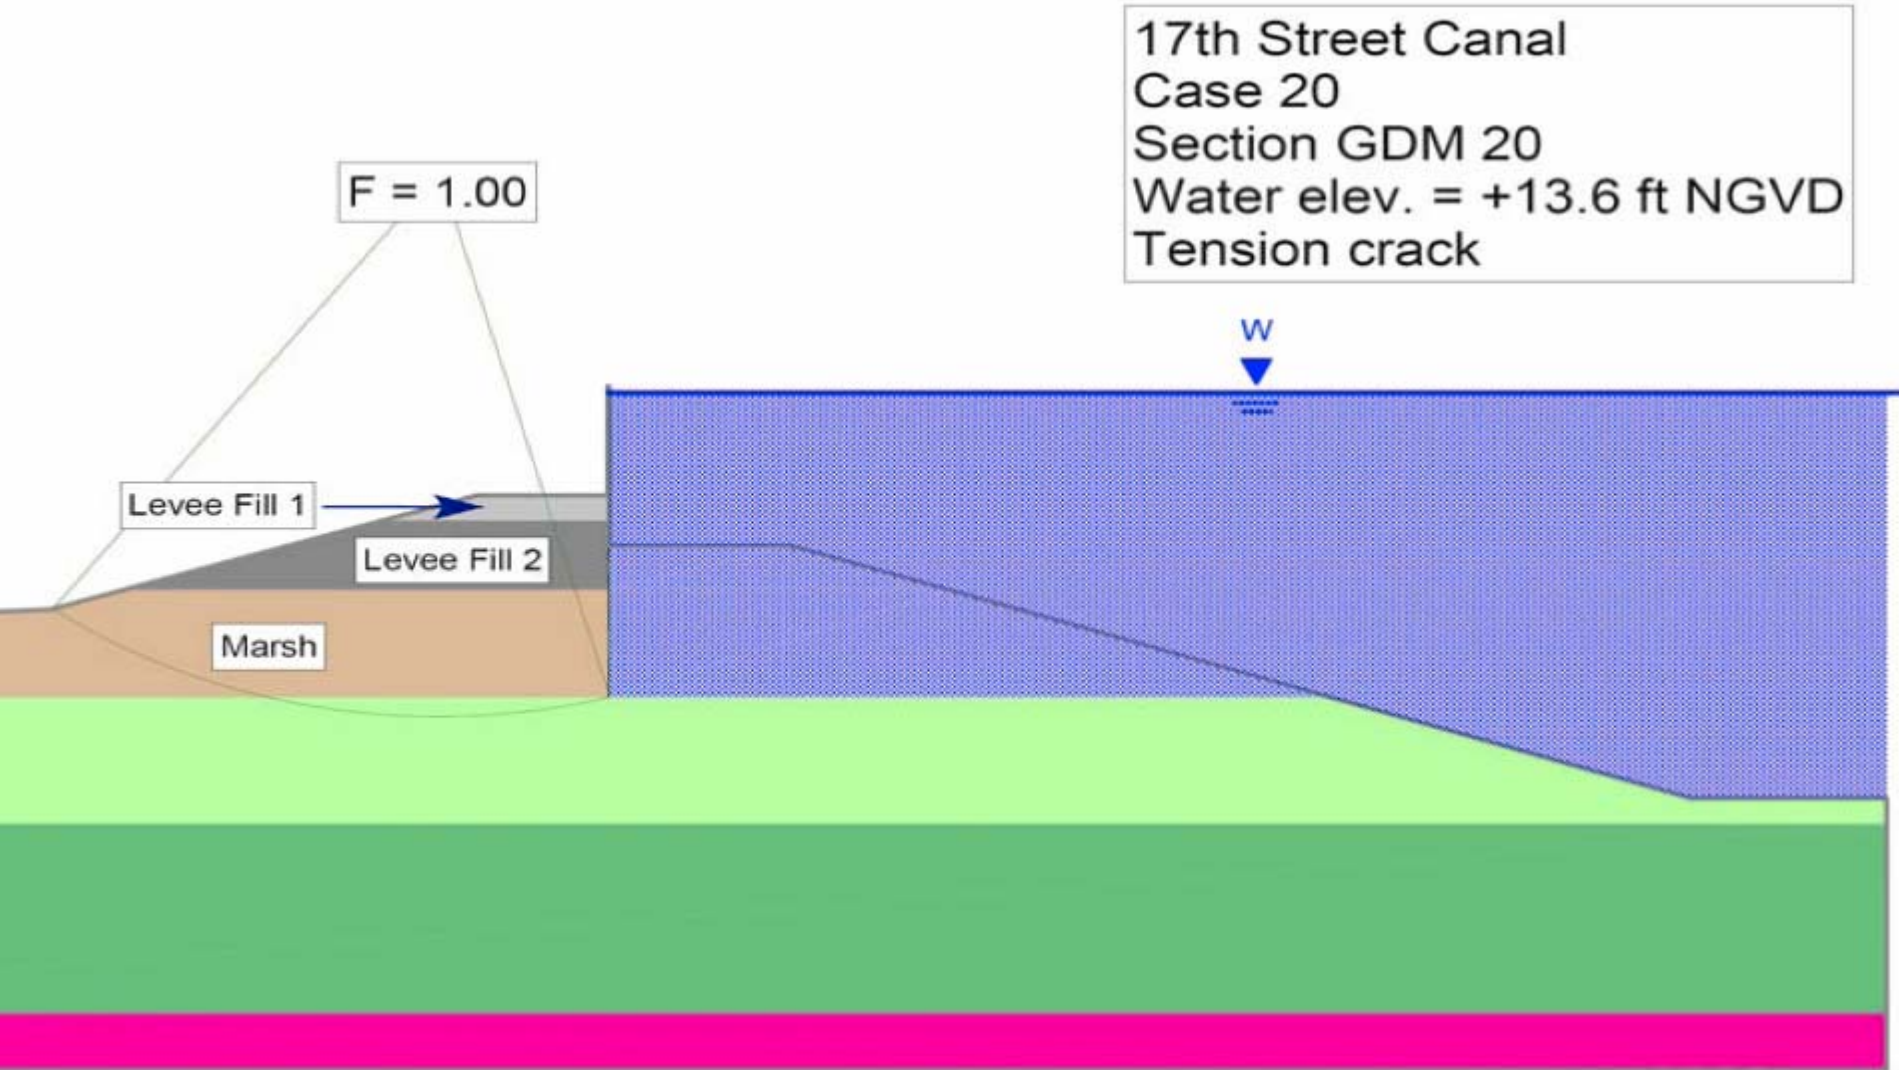 17th Street Canal
Case 20
Section GDM 20
Water elev. = +13.6 ft NGVD
Tension crack
F = 1.00
W
Levee Fill 1
Levee Fill 2
Marsh